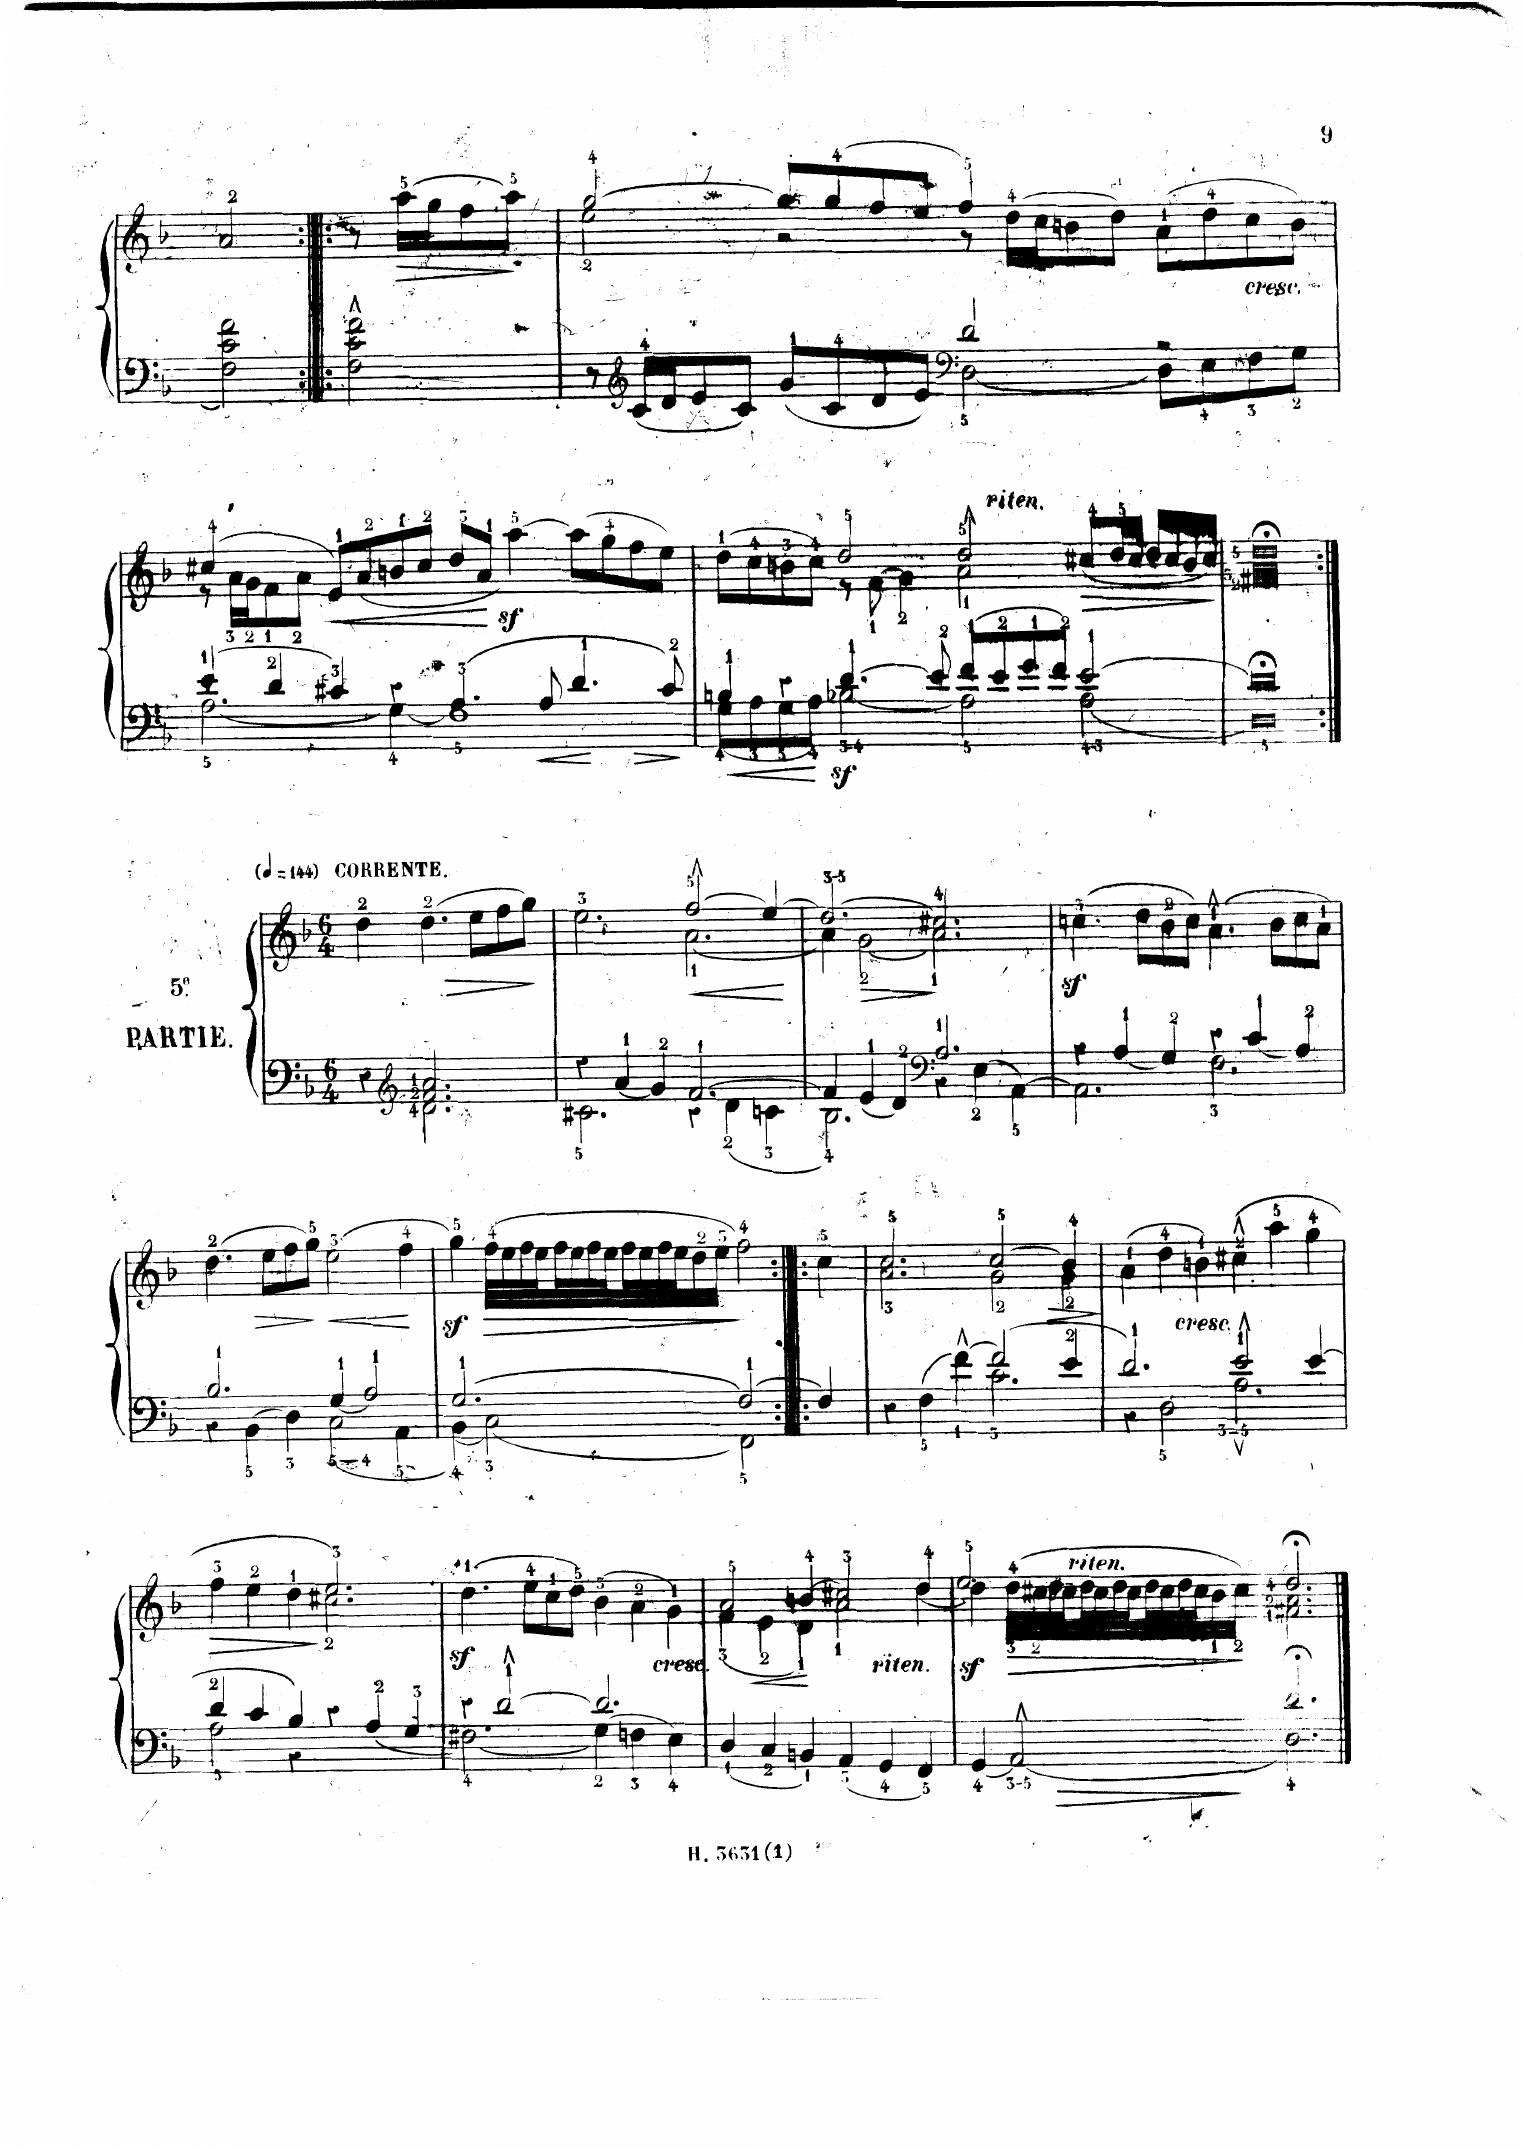 9
cresc.
riten.
sf
sf
(𝅗𝅥 = 144) CORRENTE.
5e.
PARTIE.
sf
sf
cresc.
riten.
sf
cresc.
riten.
sf
H. 3631 (1)